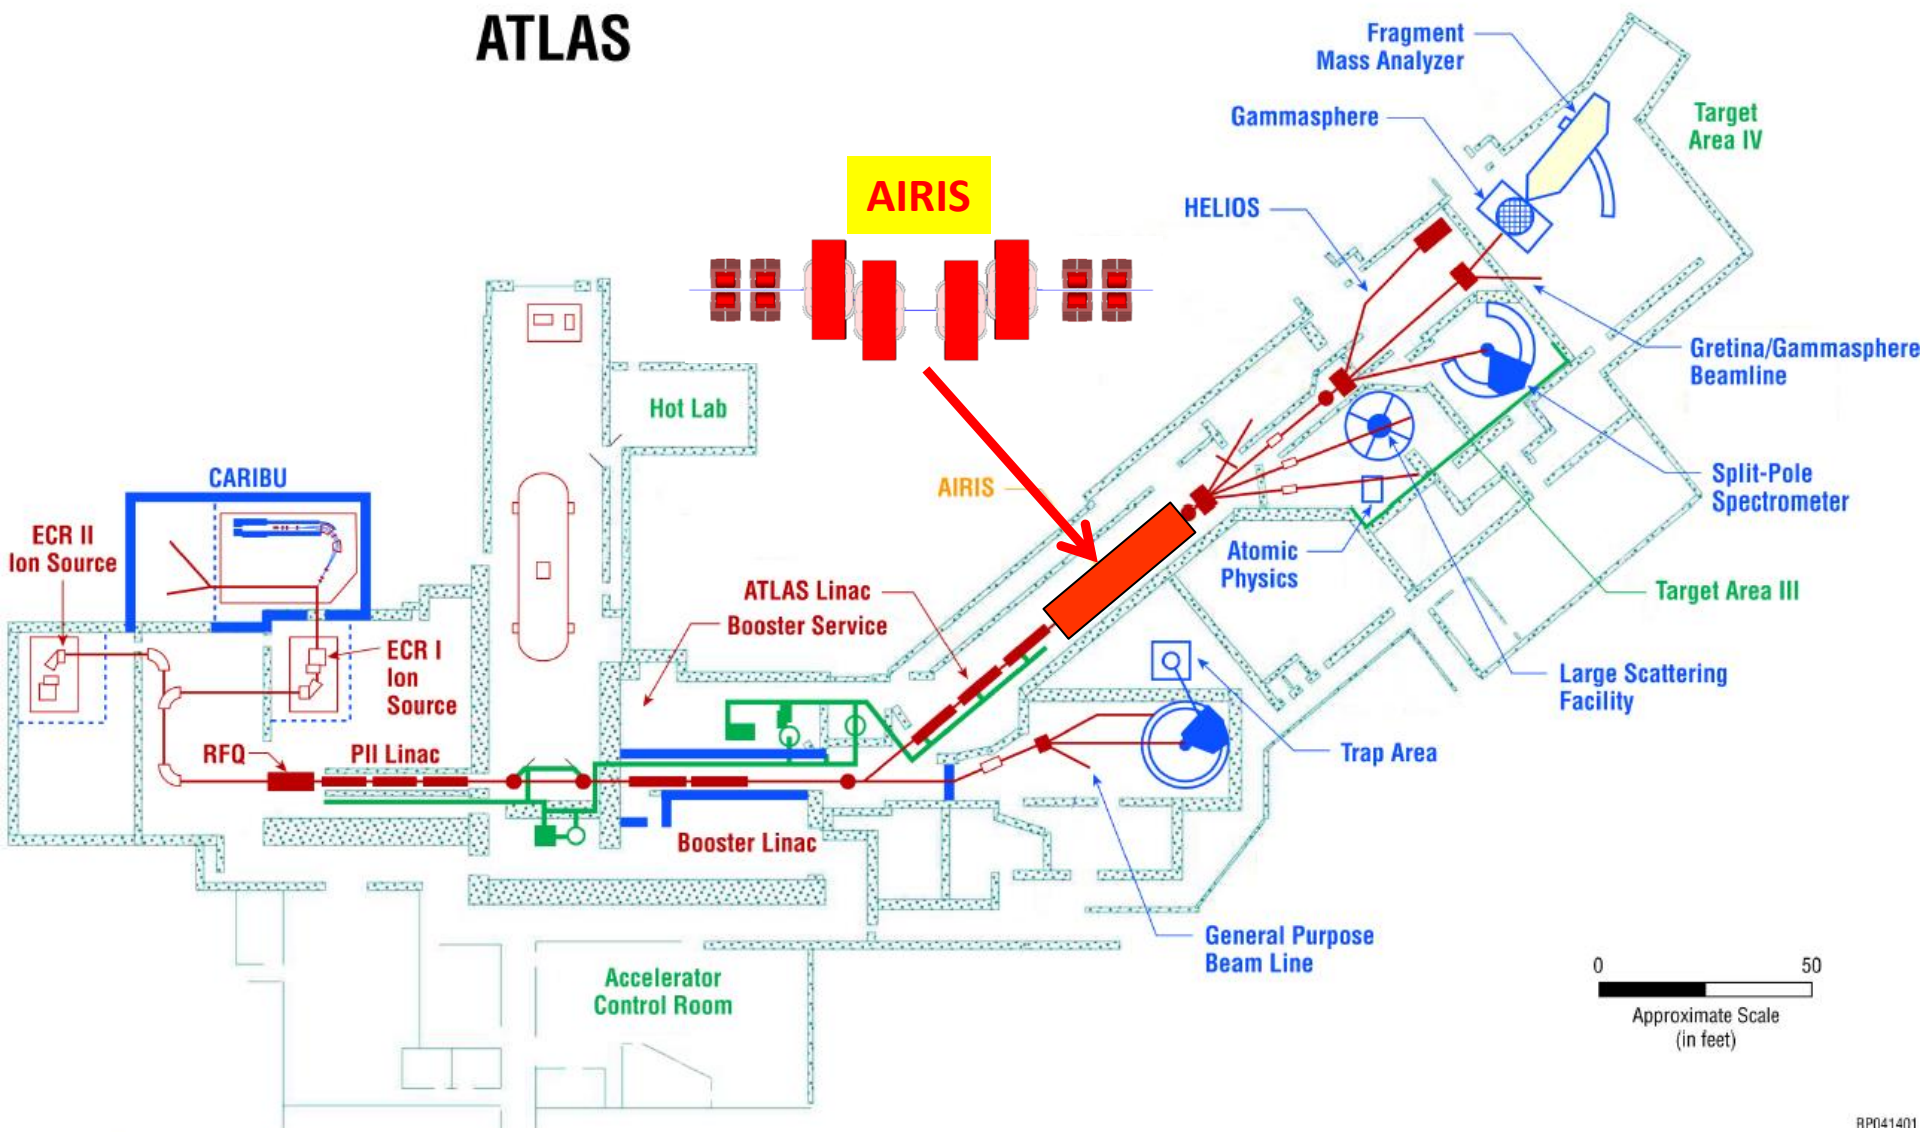 ATLAS
Fragment
Mass Analyzer
Gammasphere
Target
Area IV
AIRIS
HELIOS
Gretina/Gammasphere
Beamline
Hot Lab
CARIBU
AIRIS
Split-Pole
Spectrometer
ECR II
Ion Source
Atomic
Physics
ATLAS Linac
Booster Service
Target Area III
ECR I
Ion
Source
Large Scattering
Facility
RFQ
PII Linac
Trap Area
Booster Linac
General Purpose
Beam Line
Accelerator
Control Room
0 50
Approximate Scale
(in feet)
RP041401